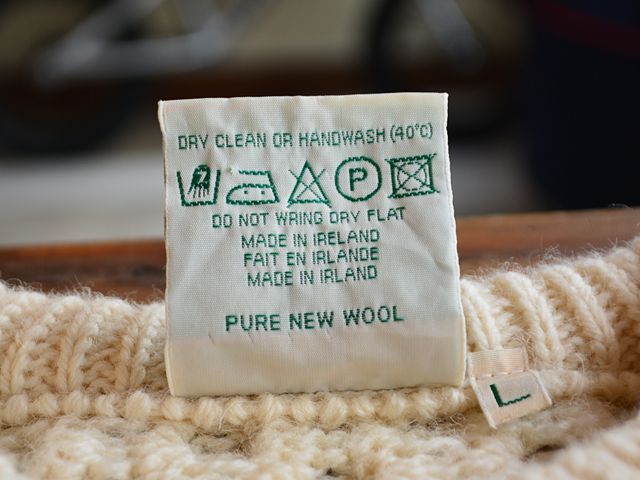 DRY CLEAN OR HANDWASH (40°C)
P
DO NOT WRING DRY FLAT
MADE IN IRELAND
FAIT EN IRLANDE
MADE IN IRLAND
PURE NEW WOOL
L